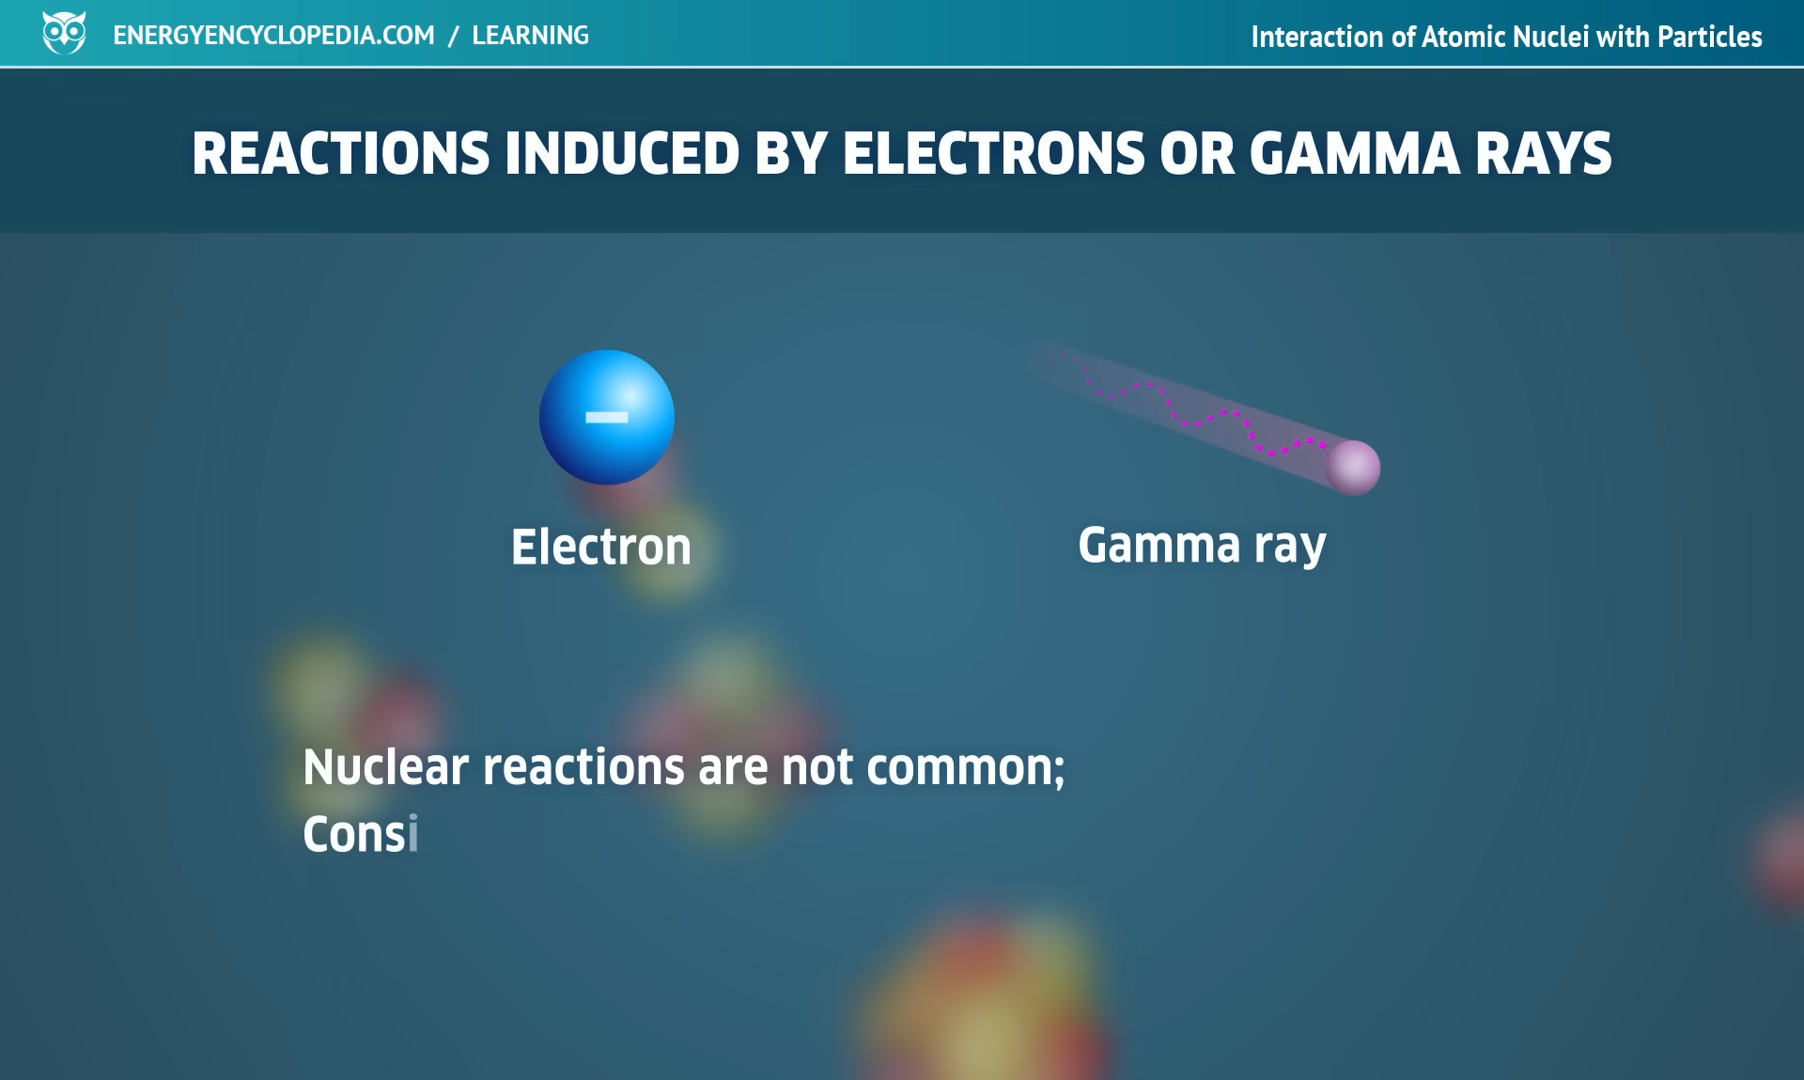 ENERGYENCYCLOPEDIA.COM / LEARNING
Interaction of Atomic Nuclei with Particles
REACTIONS INDUCED BY ELECTRONS OR GAMMA RAYS
Electron
Gamma ray
Nuclear reactions are not common;
Consi